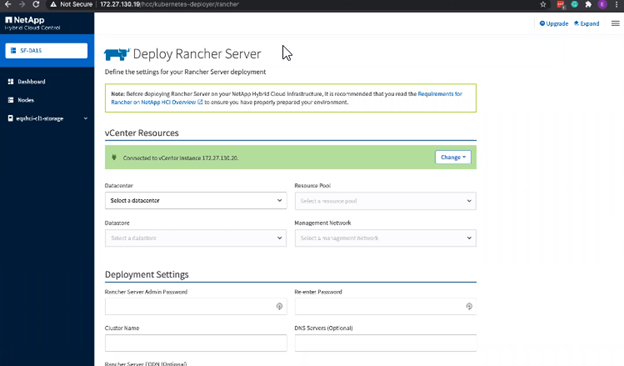 Not Secure | 172.27.130.19/hcc/kubernetes-deployer/rancher
NetApp
Hybrid Cloud Control
Upgrade
Expand
SF-DAL5
Deploy Rancher Server
Define the settings for your Rancher Server deployment
Dashboard
Note: Before deploying Rancher Server on your NetApp Hybrid Cloud Infrastructure, it is recommended that you read the Requirements for
Nodes
Rancher on NetApp HCI Overview to ensure you have properly prepared your environment.
vCenter Resources
Connected to vCenter instance 172.27.130.20.
Change
Datacenter
Resource Pool
Select a datacenter
Select a resource pool
Datastore
Management Network
Select a datastore
Select a management network
Deployment Settings
Rancher Server Admin Password
Re-enter Password
Cluster Name
DNS Servers (Optional)
Rancher Server FQDN (Optional)